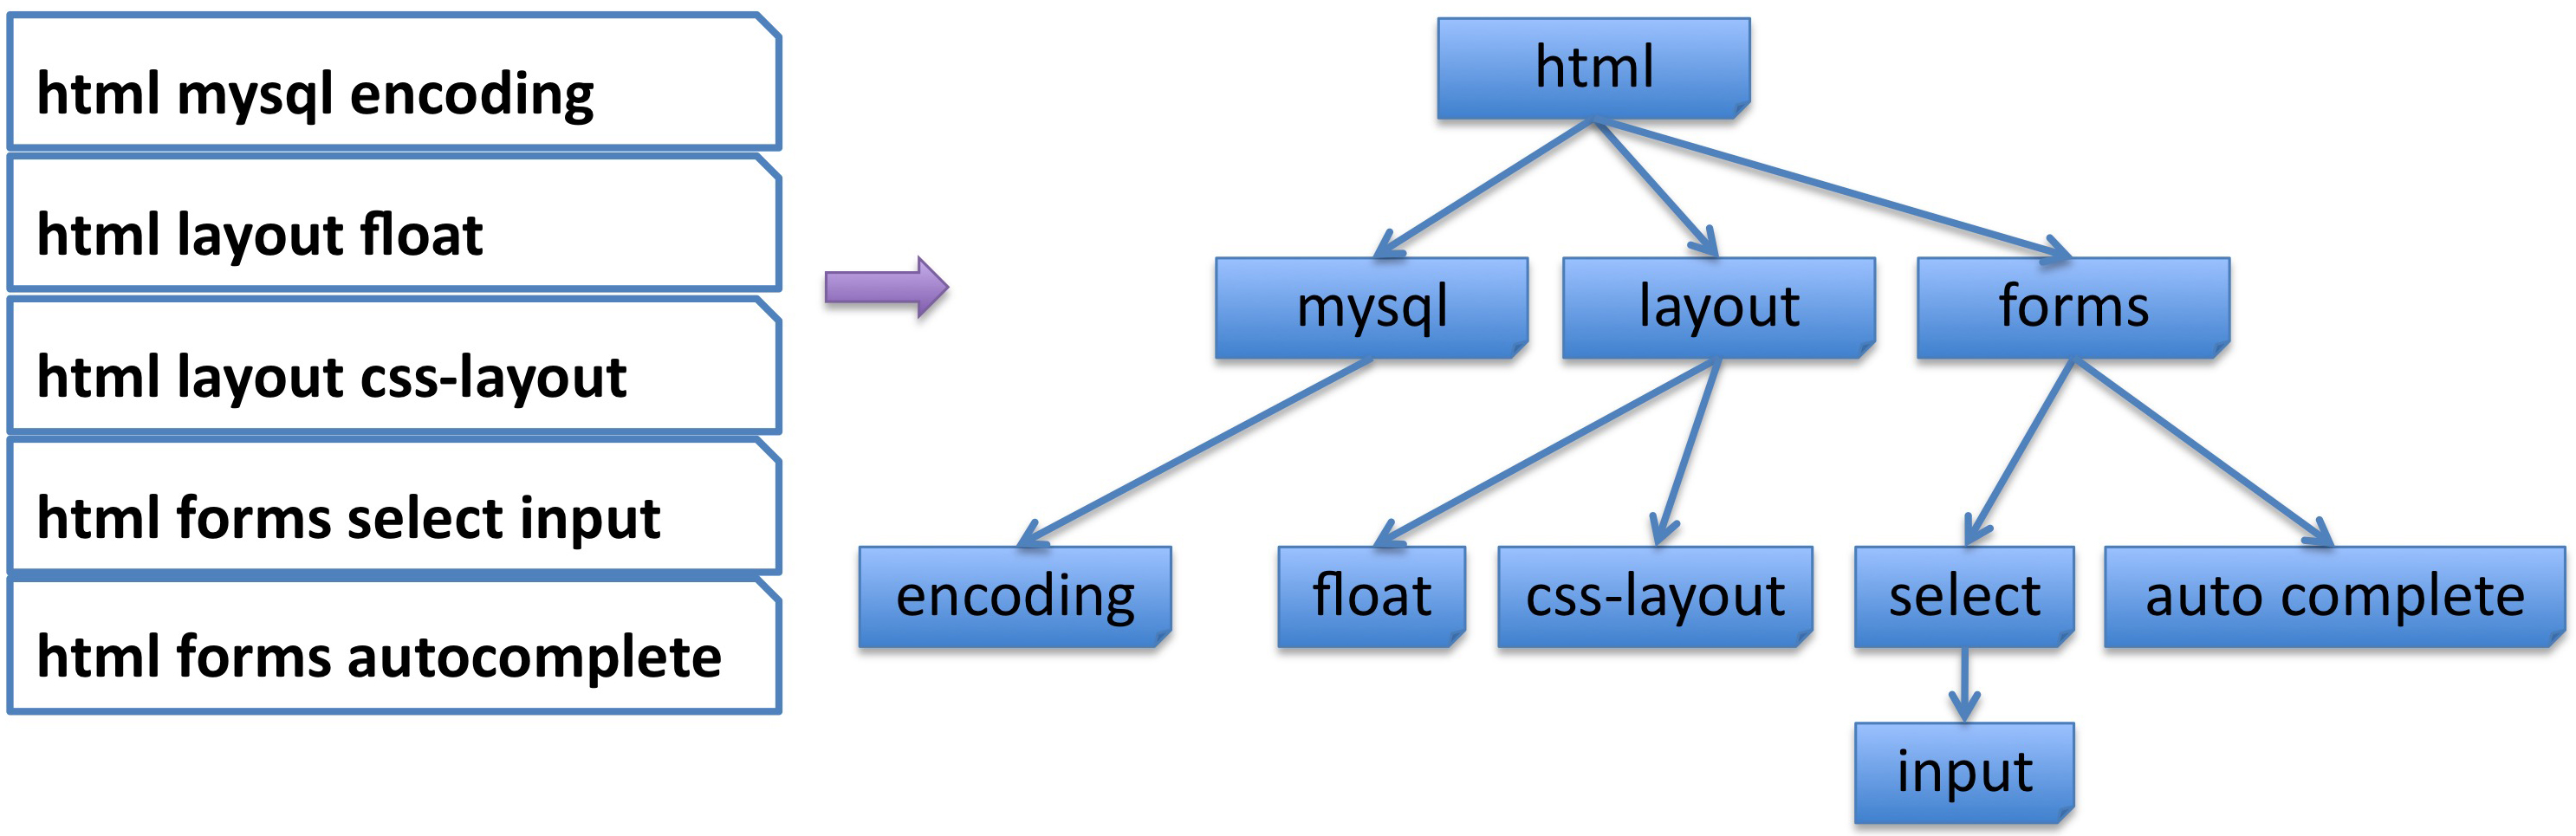 html mysql encoding
html layout float
html layout css-layout
html forms select input
html forms autocomplete
html
mysql
layout
forms
encoding
float
css-layout
select
auto complete
input